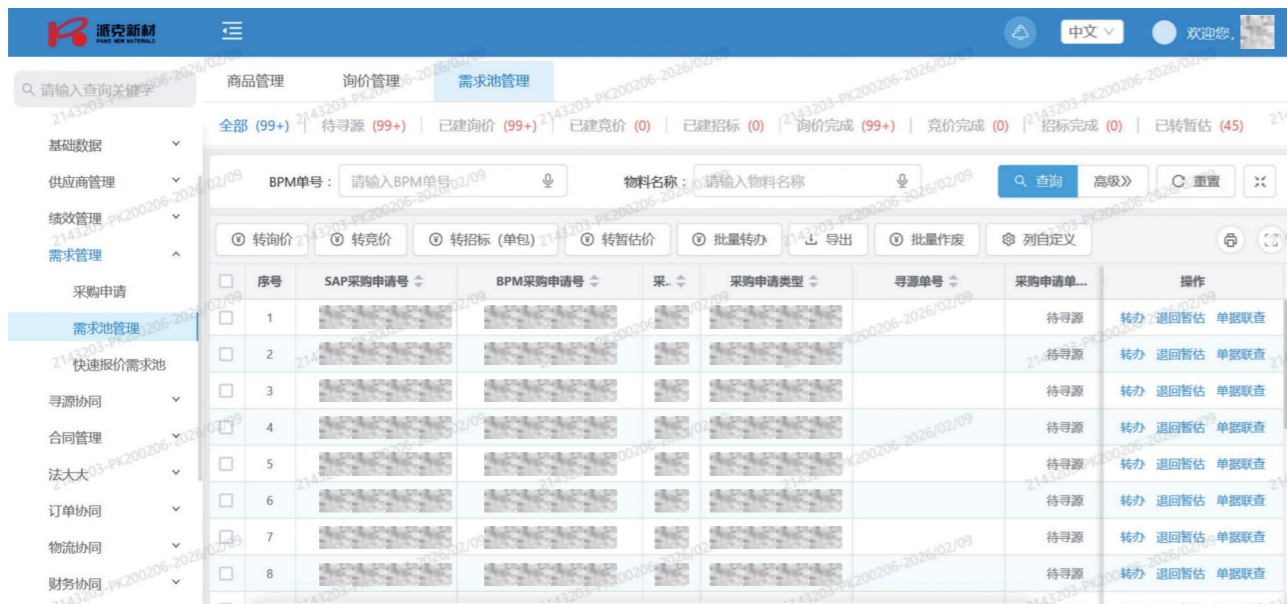 派克新材
PAIKE NEW MATERIALS
中文
欢迎您,
请输入查询关键字
商品管理 询价管理 需求池管理
全部 (99+) 待寻源 (99+) 已建询价 (99+) 已建竞价 (0) 已建招标 (0) 询价完成 (99+) 竞价完成 (0) 招标完成 (0) 已转暂估 (45)
基础数据
供应商管理
绩效管理
需求管理
采购申请
需求池管理
快速报价需求池
寻源协同
合同管理
法大大
订单协同
物流协同
财务协同
BPM单号: 请输入BPM单号 物料名称: 请输入物料名称 查询 高级》 重置
转询价 转竞价 转招标 (单包) 转暂估价 批量转办 导出 批量作废 列自定义
序号 SAP采购申请号 BPM采购申请号 采.. 采购申请类型 寻源单号 采购申请单... 操作
1 待寻源 转办 退回暂估 单据联查
2 待寻源 转办 退回暂估 单据联查
3 待寻源 转办 退回暂估 单据联查
4 待寻源 转办 退回暂估 单据联查
5 待寻源 转办 退回暂估 单据联查
6 待寻源 转办 退回暂估 单据联查
7 待寻源 转办 退回暂估 单据联查
8 待寻源 转办 退回暂估 单据联查
2143203-PK200206-2026/02/09